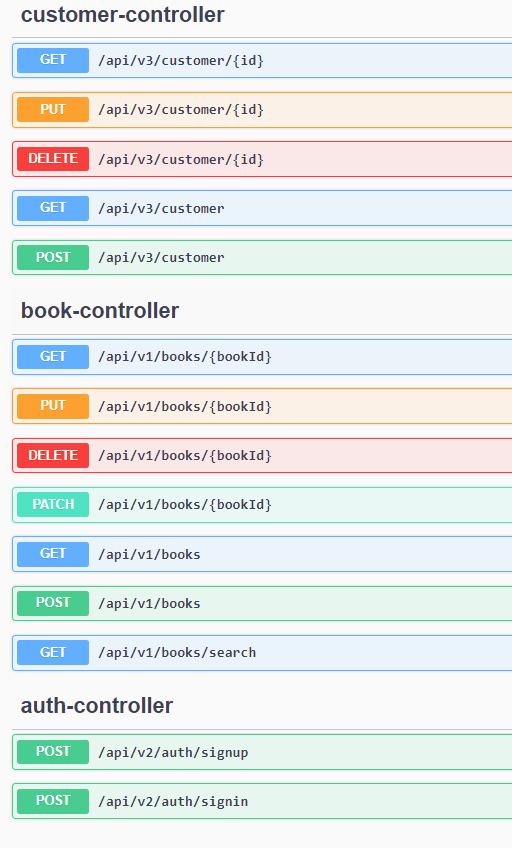 customer-controller
GET /api/v3/customer/{id}
PUT /api/v3/customer/{id}
DELETE /api/v3/customer/{id}
GET /api/v3/customer
POST /api/v3/customer
book-controller
GET /api/v1/books/{bookId}
PUT /api/v1/books/{bookId}
DELETE /api/v1/books/{bookId}
PATCH /api/v1/books/{bookId}
GET /api/v1/books
POST /api/v1/books
GET /api/v1/books/search
auth-controller
POST /api/v2/auth/signup
POST /api/v2/auth/signin